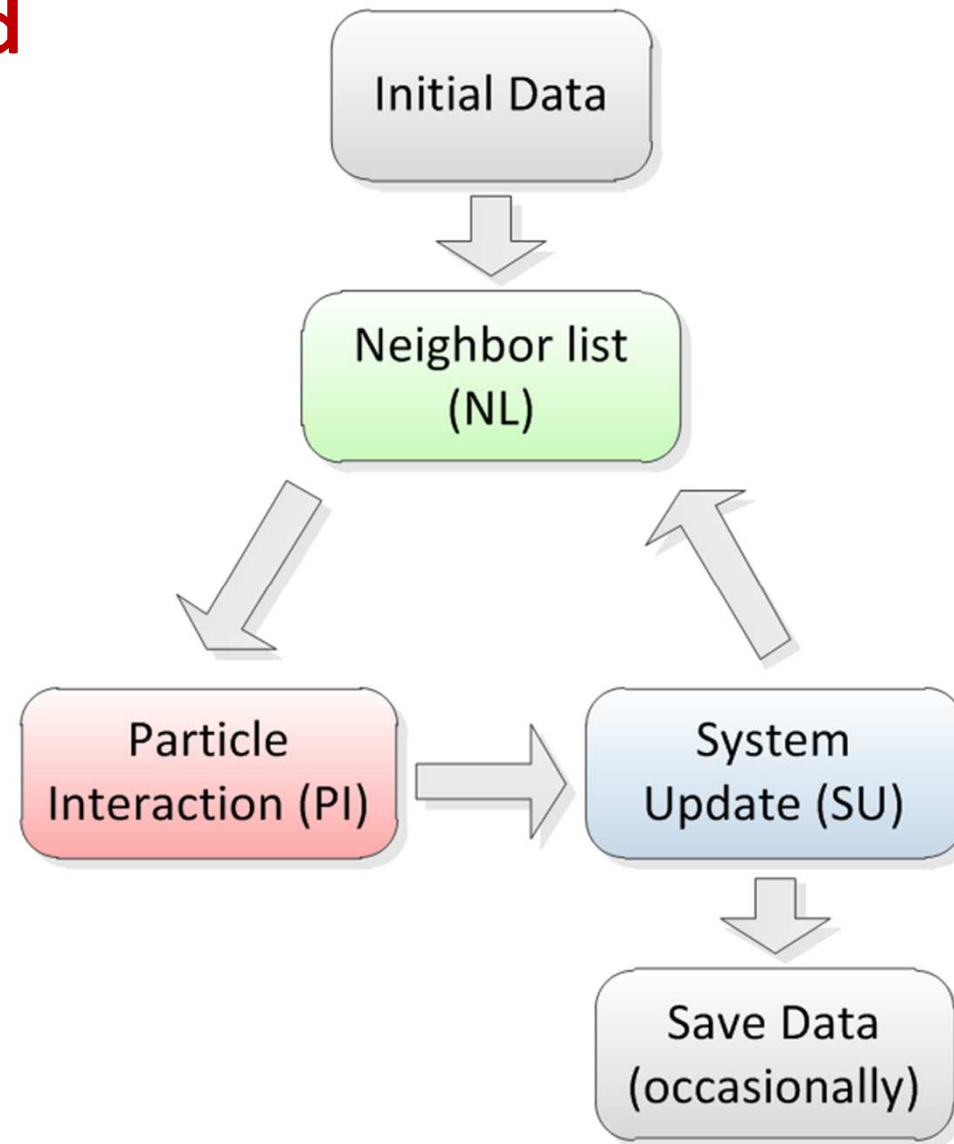 d
Initial Data
Neighbor list
(NL)
Particle
Interaction (PI)
System
Update (SU)
Save Data
(occasionally)